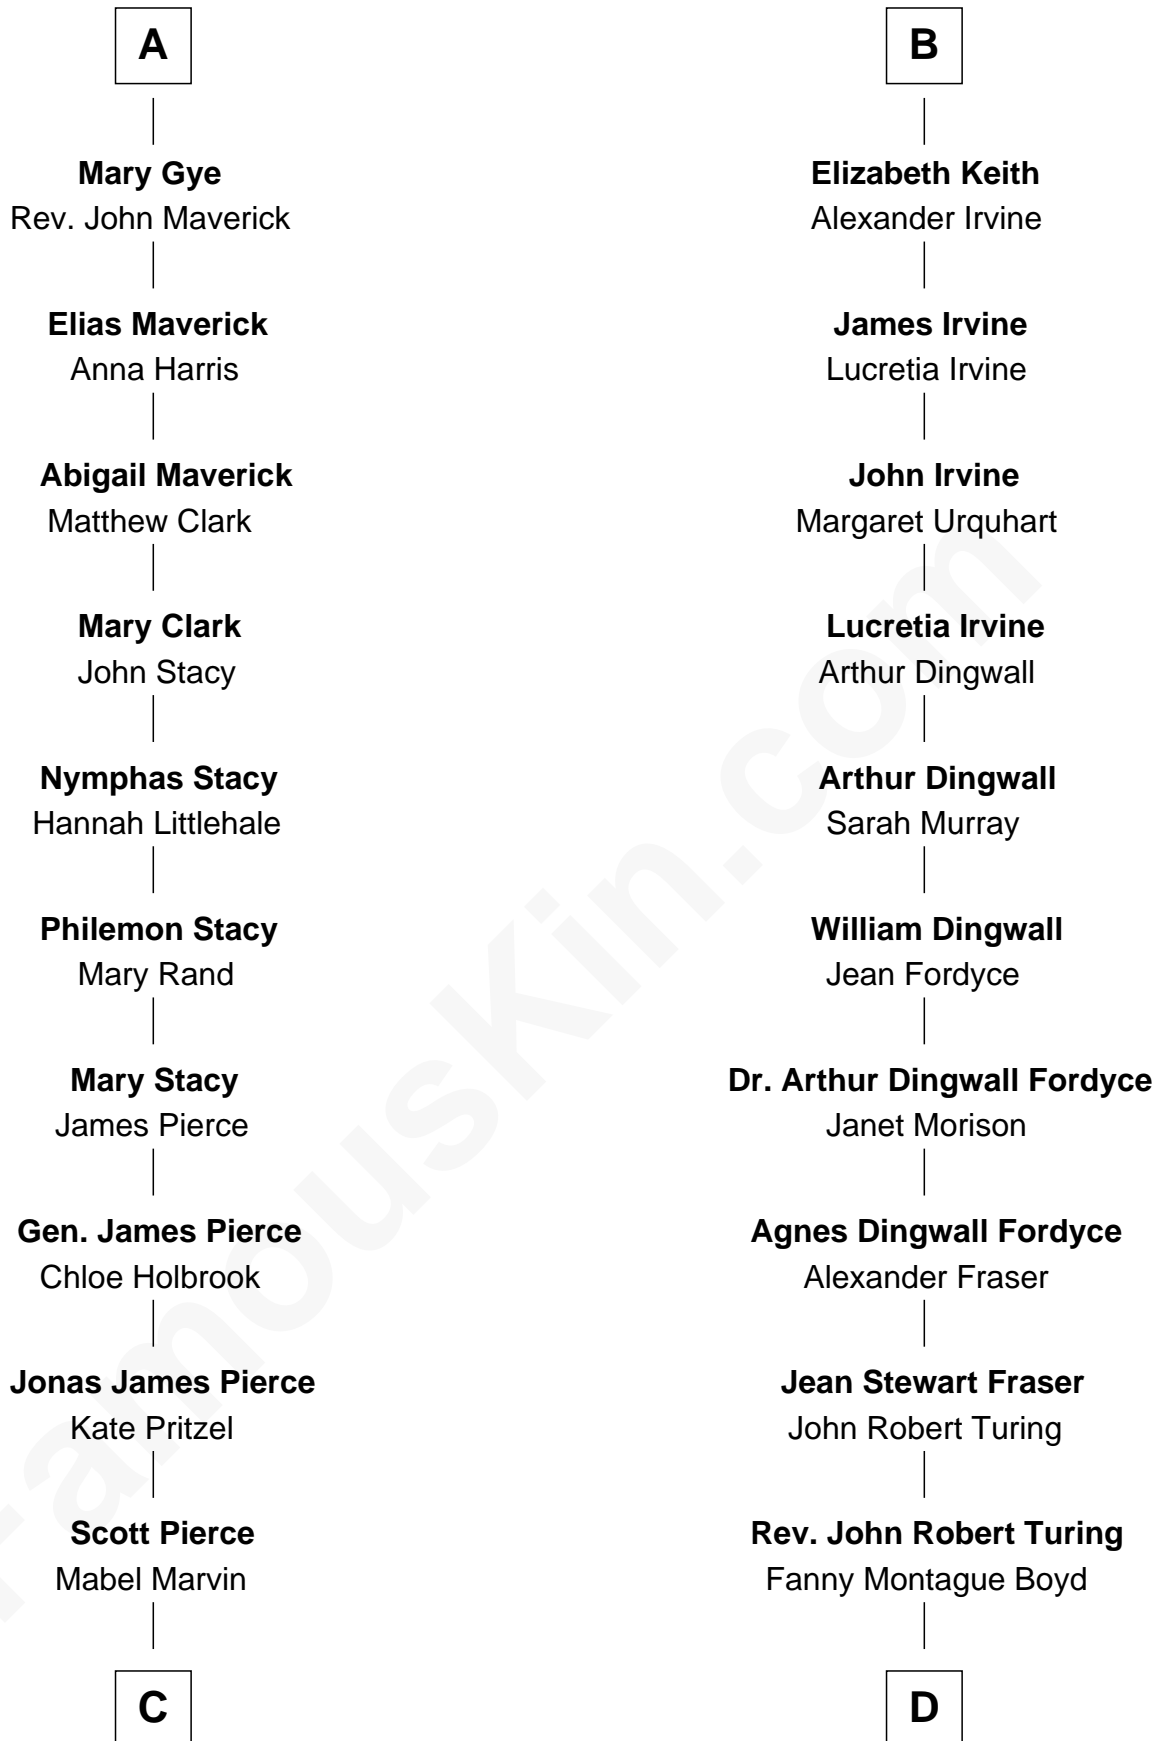 A
Mary Gye
Rev. John Maverick
Elias Maverick
Anna Harris
Abigail Maverick
Matthew Clark
Mary Clark
John Stacy
Nymphas Stacy
Hannah Littlehale
Philemon Stacy
Mary Rand
Mary Stacy
James Pierce
Gen. James Pierce
Chloe Holbrook
Jonas James Pierce
Kate Pritzel
Scott Pierce
Mabel Marvin
C
B
Elizabeth Keith
Alexander Irvine
James Irvine
Lucretia Irvine
John Irvine
Margaret Urquhart
Lucretia Irvine
Arthur Dingwall
Arthur Dingwall
Sarah Murray
William Dingwall
Jean Fordyce
Dr. Arthur Dingwall Fordyce
Janet Morison
Agnes Dingwall Fordyce
Alexander Fraser
Jean Stewart Fraser
John Robert Turing
Rev. John Robert Turing
Fanny Montague Boyd
D
FamousKin.com